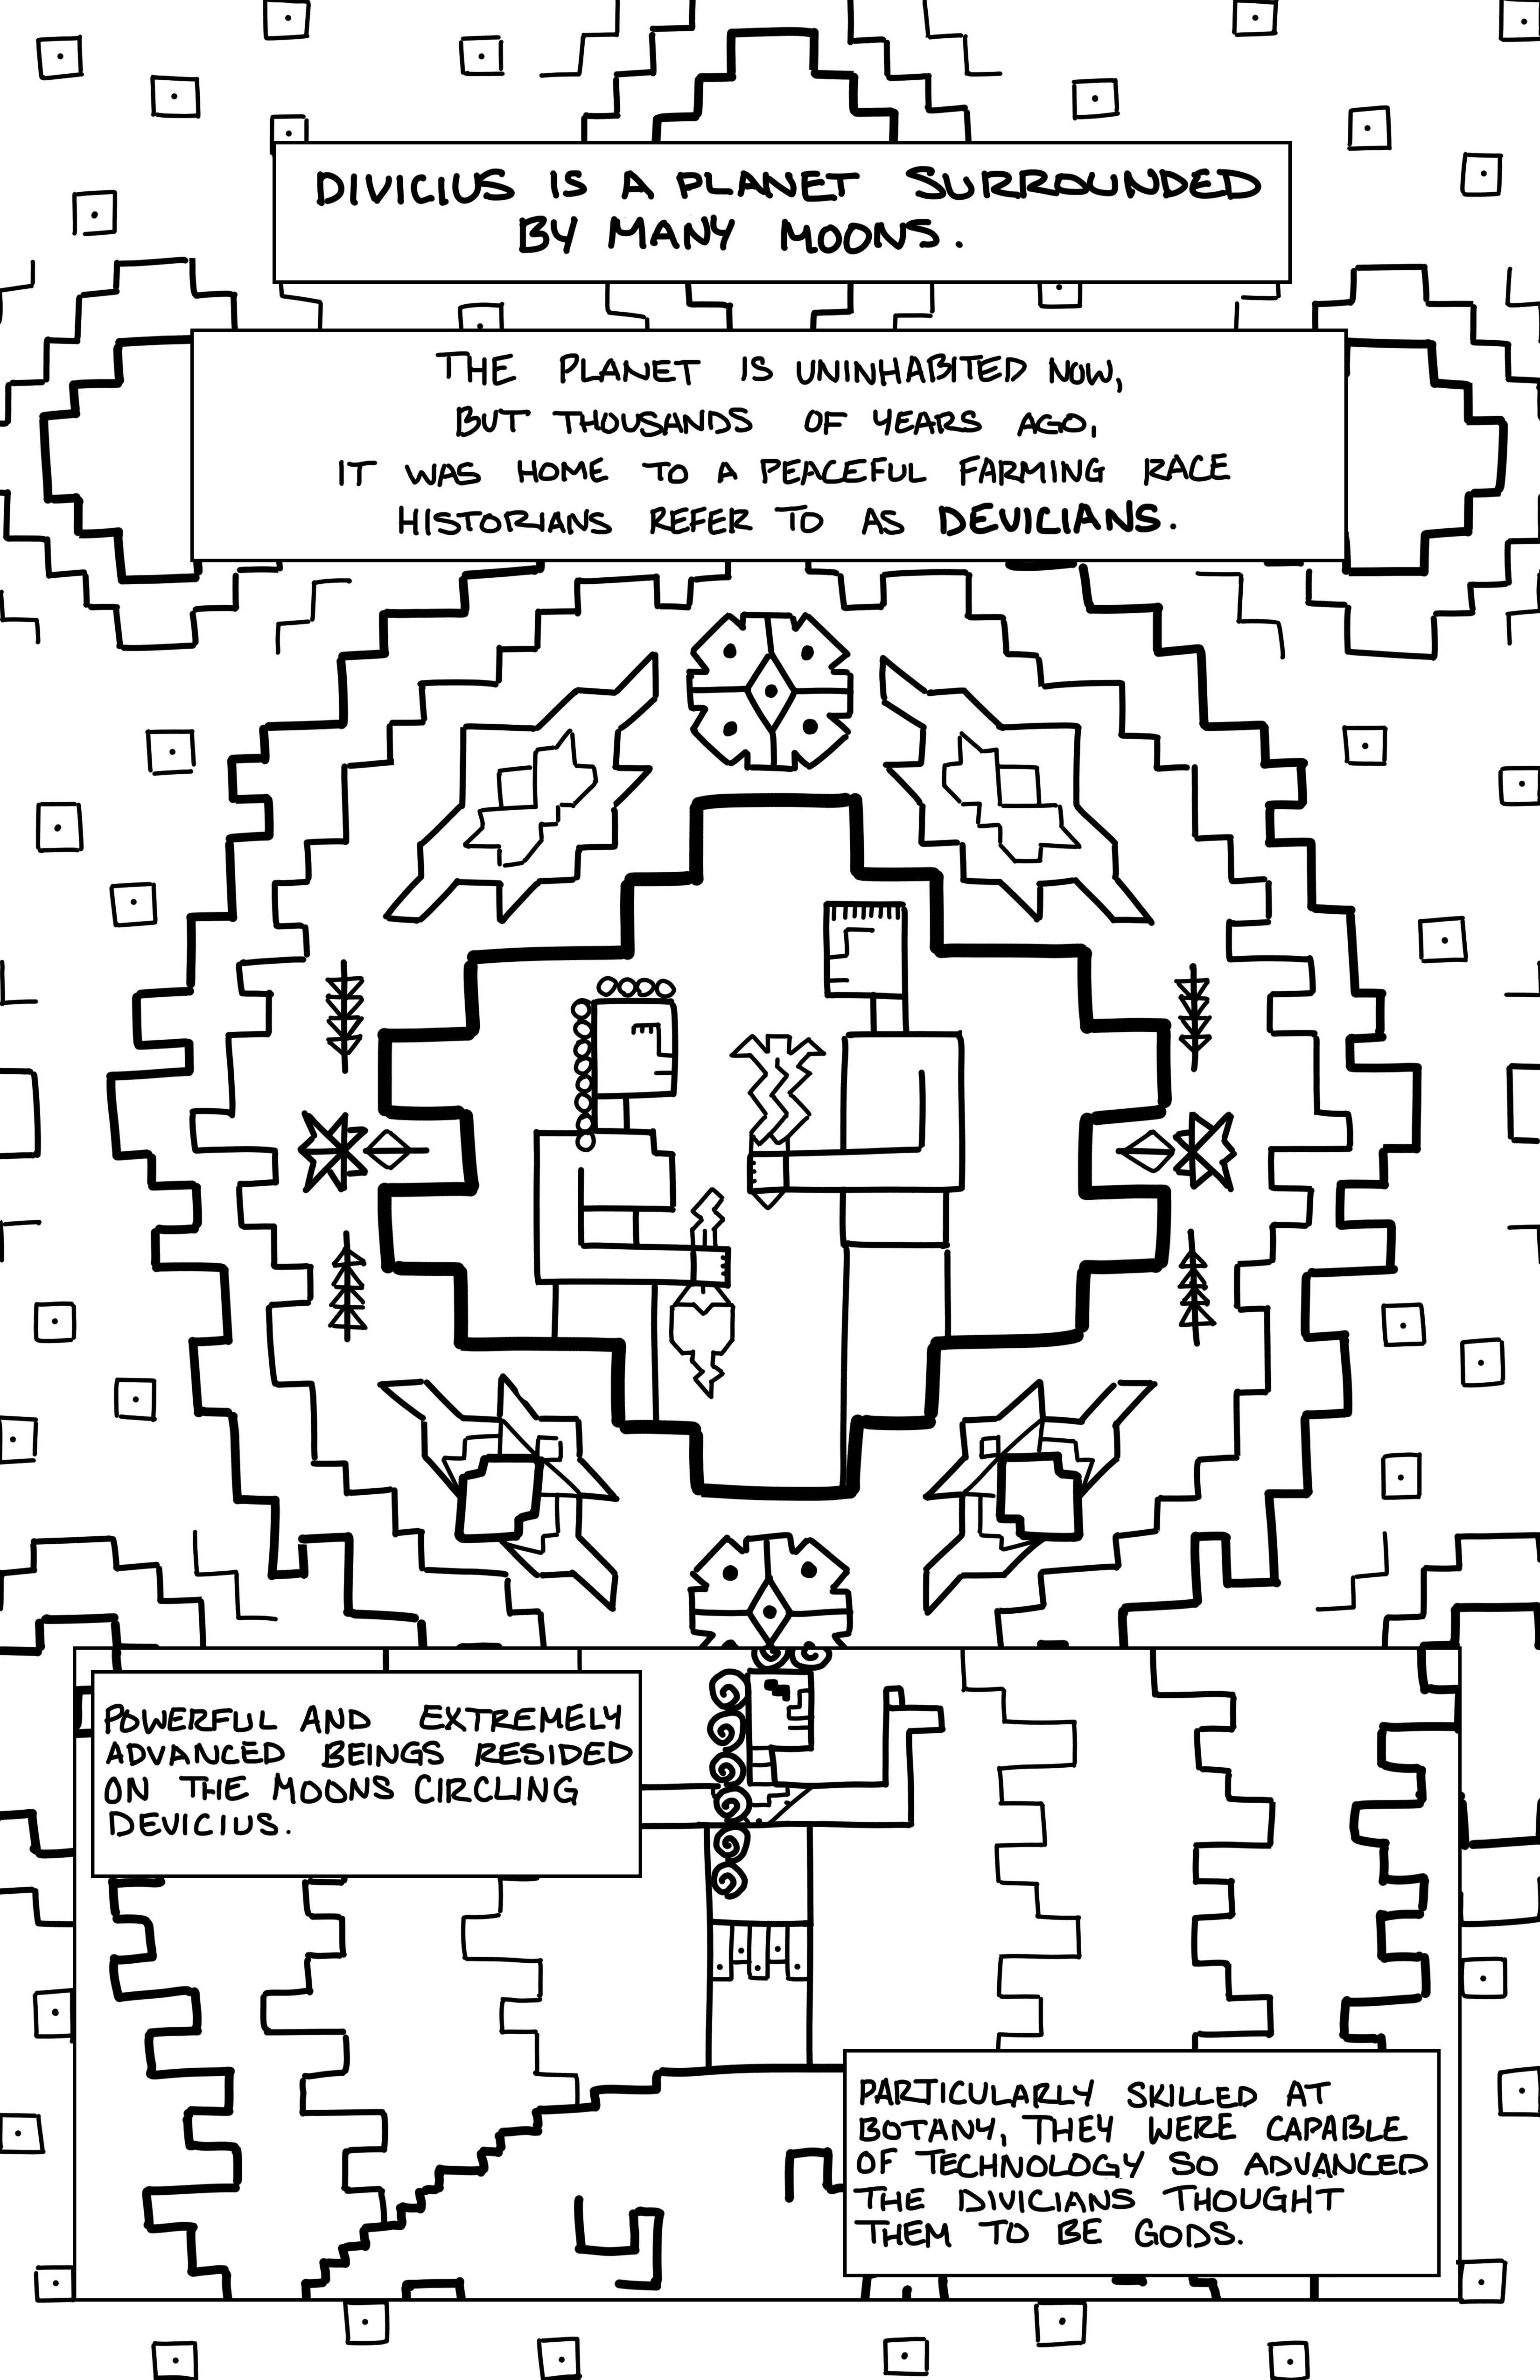 DIVICIUS IS A PLANET SURROUNDED
BY MANY MOONS.
THE PLANET IS UNINHABITED NOW,
BUT THOUSANDS OF YEARS AGO,
IT WAS HOME TO A PEACEFUL FARMING RACE
HISTORIANS REFER TO AS DEVICIANS.
POWERFUL AND EXTREMELY
ADVANCED BEINGS RESIDED
ON THE MOONS CIRCLING
DEVICIUS.
PARTICULARLY SKILLED AT
BOTANY, THEY WERE CAPABLE
OF TECHNOLOGY SO ADVANCED
THE DIVICIANS THOUGHT
THEM TO BE GODS.